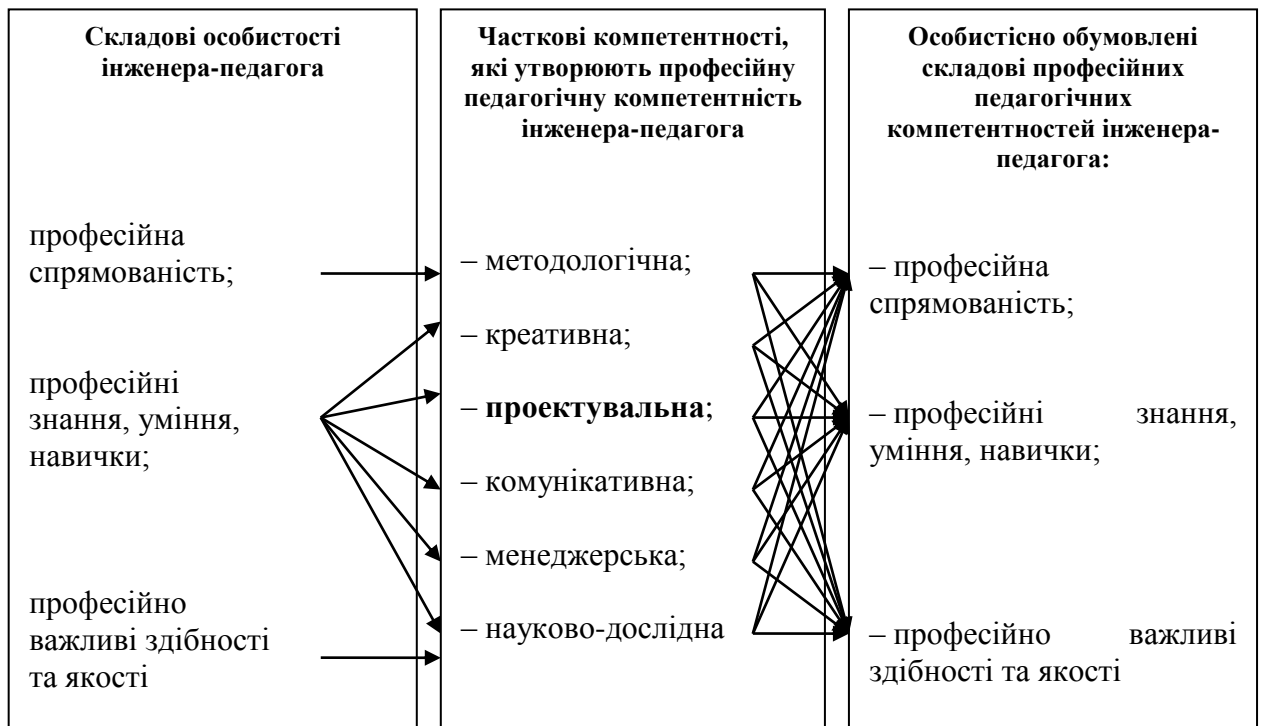 Складові особистості
інженера-педагога
професійна
спрямованість;
професійні
знання, уміння,
навички;
професійно
важливі здібності
та якості
Часткові компетентності,
які утворюють професійну
педагогічну компетентність
інженера-педагога
– методологічна;
– креативна;
– проектувальна;
– комунікативна;
– менеджерська;
– науково-дослідна
Особистісно обумовлені
складові професійних
педагогічних
компетентностей інженера-
педагога:
– професійна
спрямованість;
– професійні знання,
уміння, навички;
– професійно важливі
здібності та якості